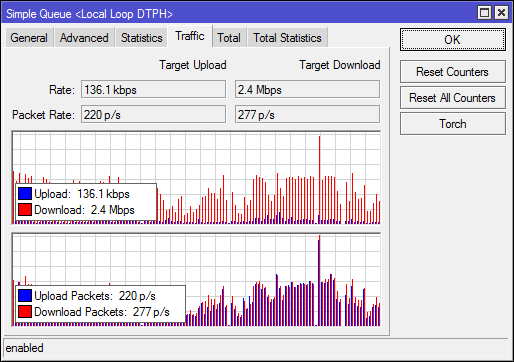 Simple Queue <Local Loop DTPH>
General Advanced Statistics Traffic Total Total Statistics
Target Upload Target Download
Rate: 136.1 kbps 2.4 Mbps
Packet Rate: 220 p/s 277 p/s
Upload: 136.1 kbps
Download: 2.4 Mbps
Upload Packets: 220 p/s
Download Packets: 277 p/s
OK
Reset Counters
Reset All Counters
Torch
enabled